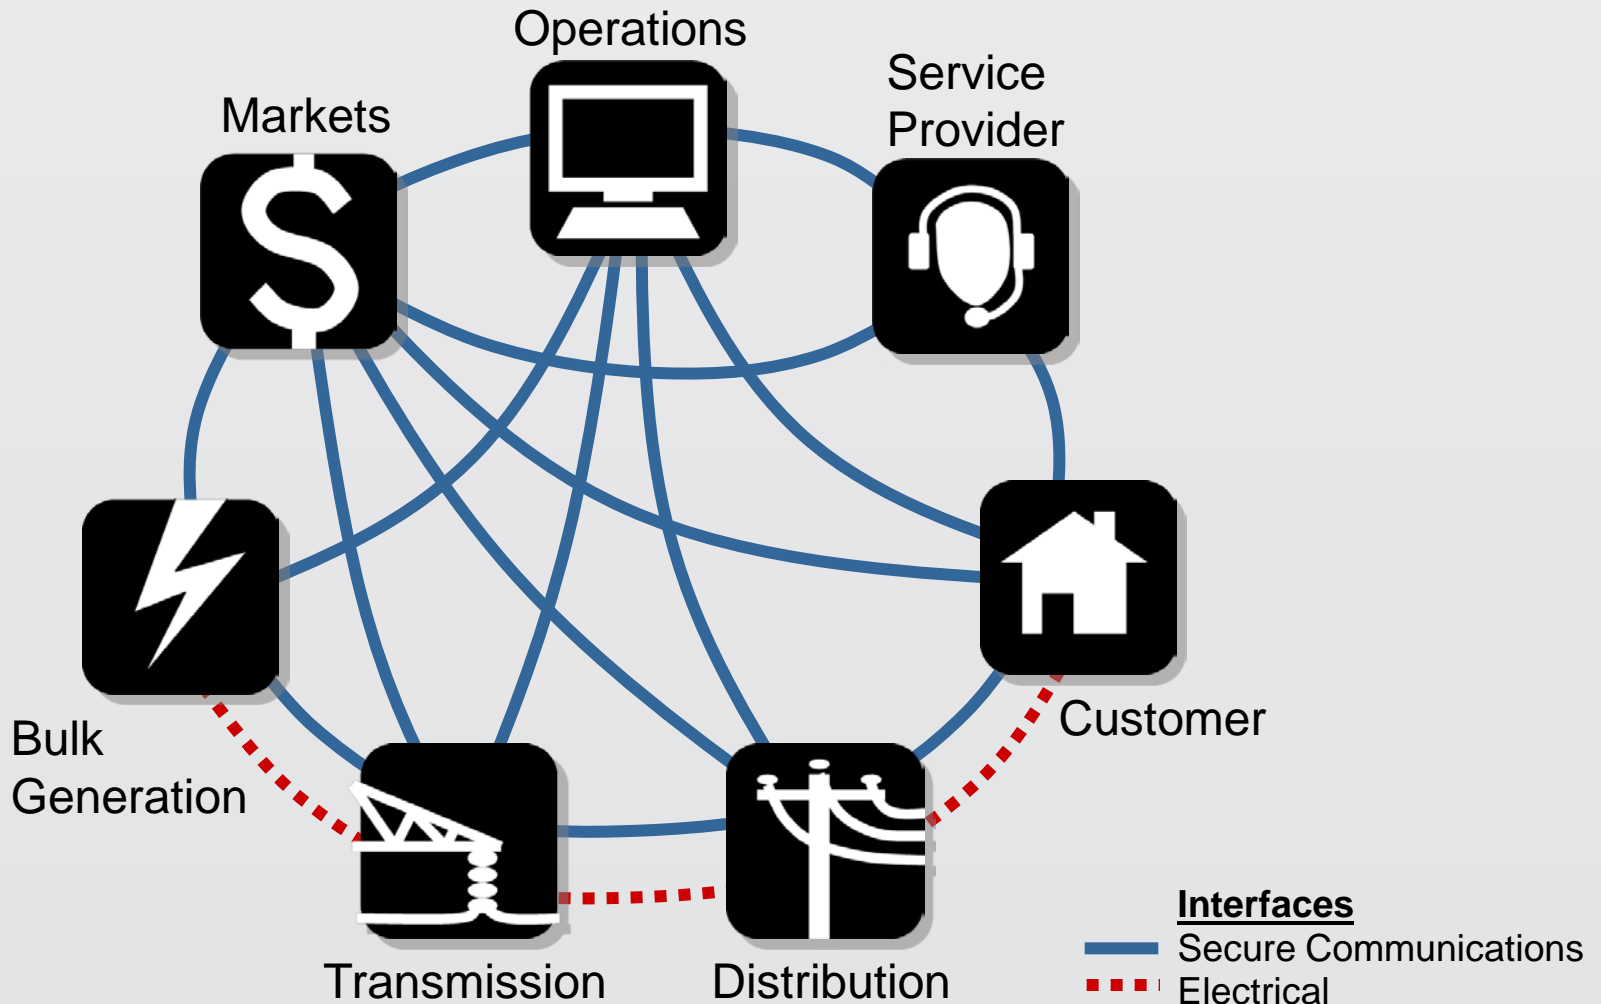 Operations
Service
Provider
Markets
Customer
Bulk
Generation
Transmission
Distribution
Interfaces
Secure Communications
Electrical